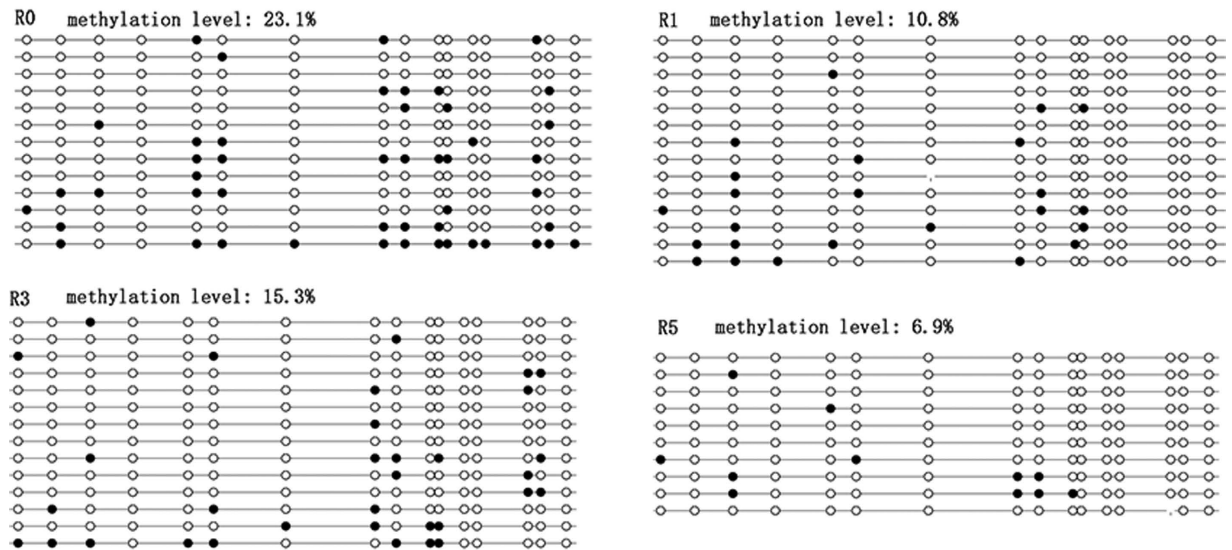 R0 methylation level: 23.1%
R1 methylation level: 10.8%
R3 methylation level: 15.3%
R5 methylation level: 6.9%